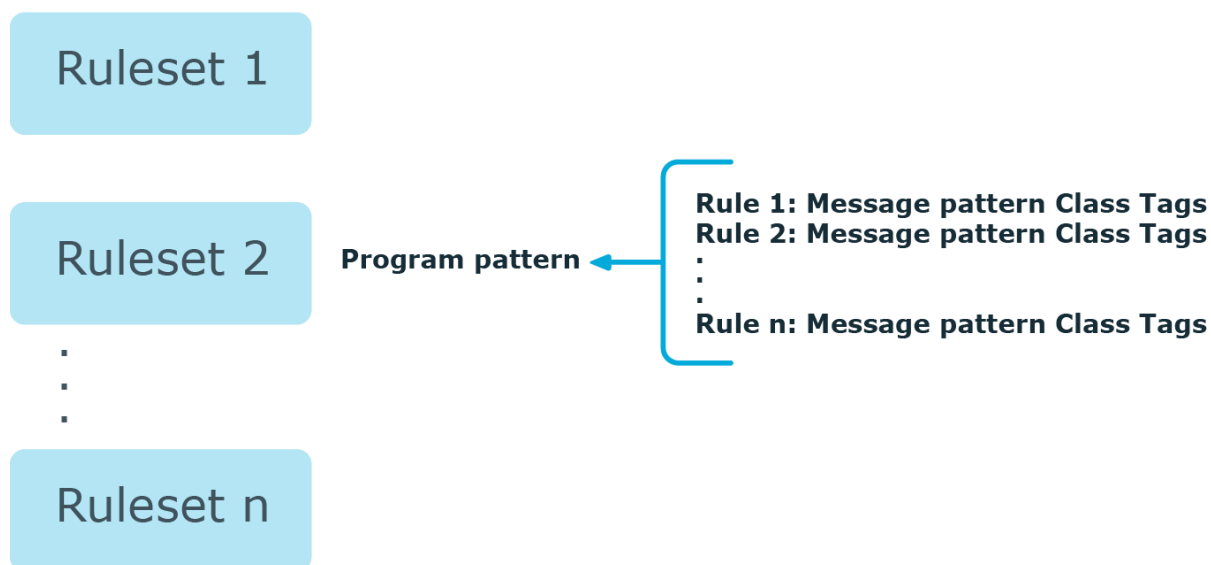 Ruleset 1
Ruleset 2
Program pattern
Rule 1: Message pattern Class Tags
Rule 2: Message pattern Class Tags
.
.
.
Rule n: Message pattern Class Tags
.
.
.
Ruleset n